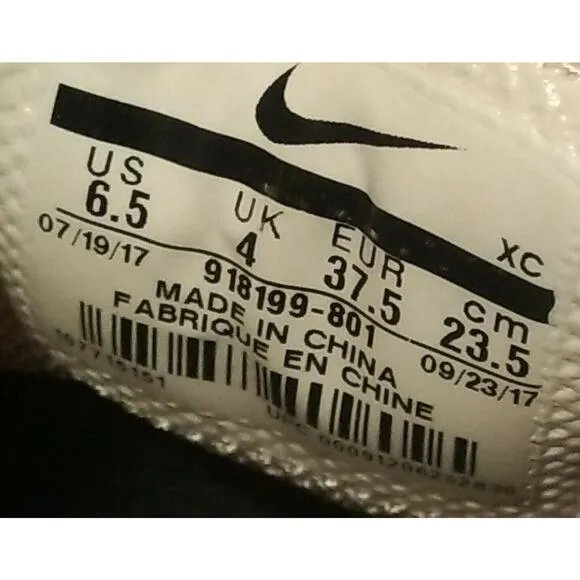 XC
US UK EUR cm
6.5 4 37.5 23.5
07/19/17 918199-801 09/23/17
MADE IN CHINA
FABRIQUE EN CHINE